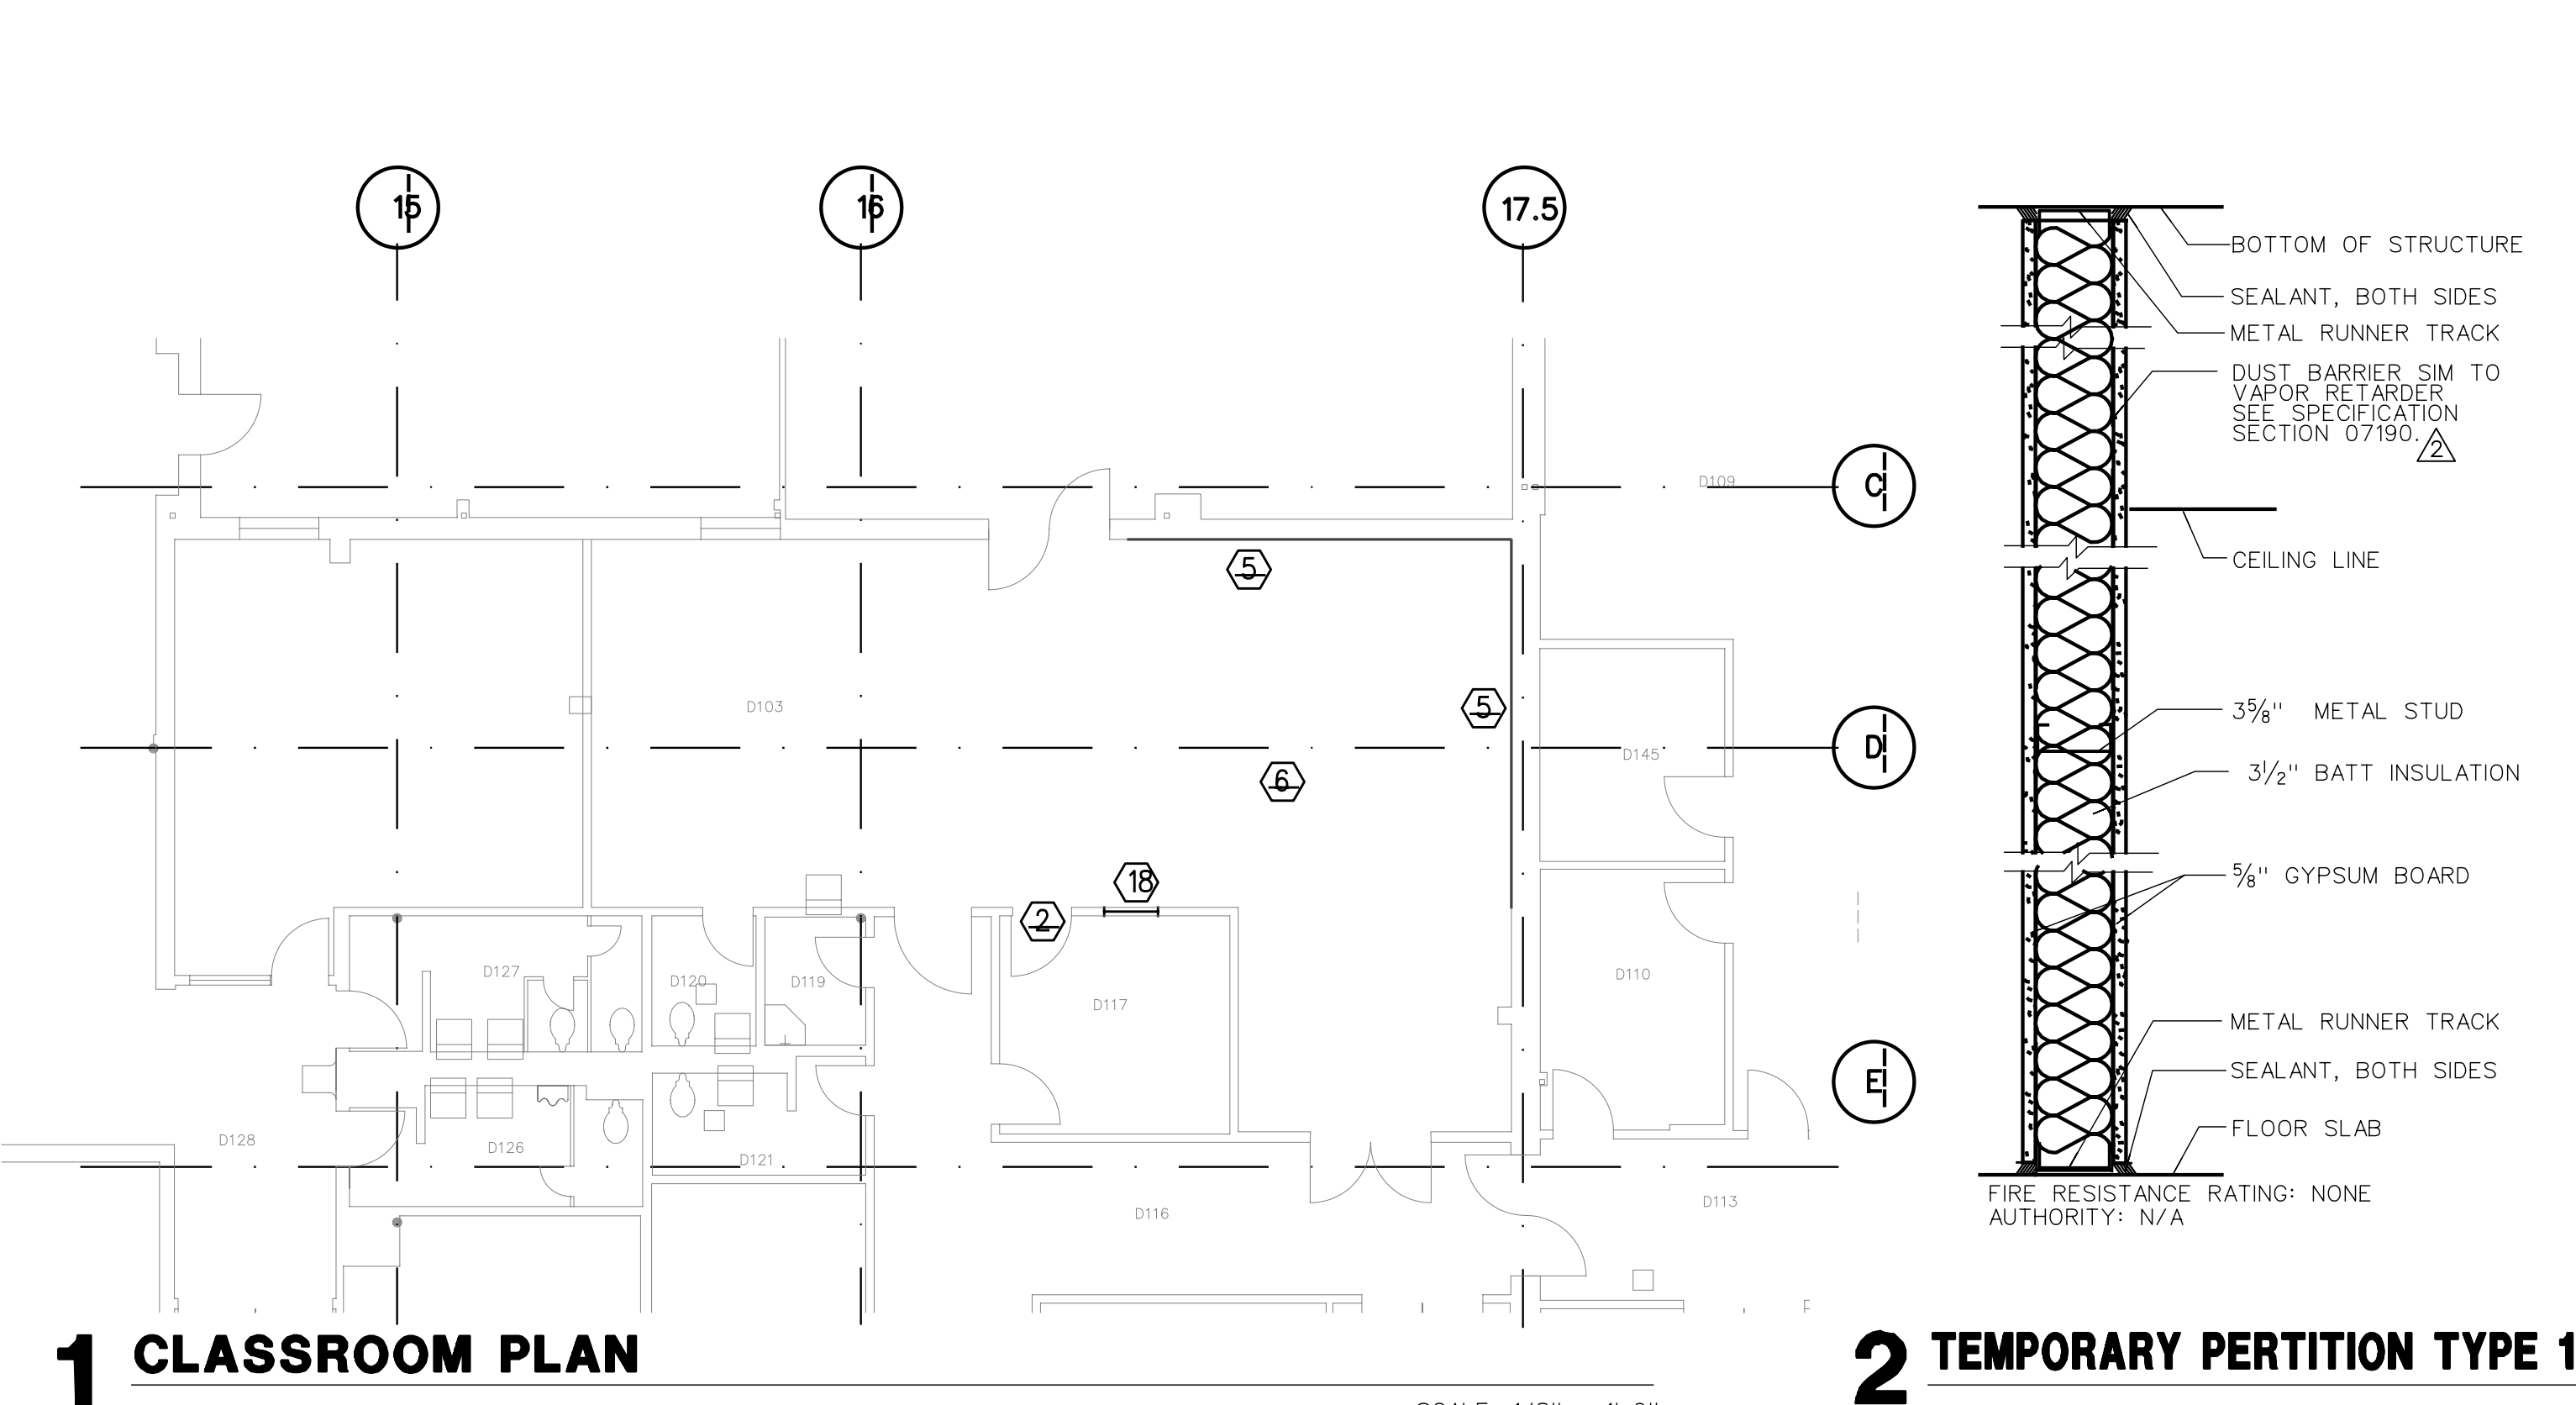 15
16
17.5
C
D109
5
D103
5
D
D145
6
18
2
D127
D120
D119
D117
D110
E
D128
D126
D121
D116
D113
1 CLASSROOM PLAN
BOTTOM OF STRUCTURE
SEALANT, BOTH SIDES
METAL RUNNER TRACK
DUST BARRIER SIM TO
VAPOR RETARDER
SEE SPECIFICATION
SECTION 07190.
2
CEILING LINE
3⅝" METAL STUD
3½" BATT INSULATION
⅝" GYPSUM BOARD
METAL RUNNER TRACK
SEALANT, BOTH SIDES
FLOOR SLAB
FIRE RESISTANCE RATING: NONE
AUTHORITY: N/A
2 TEMPORARY PERTITION TYPE 1